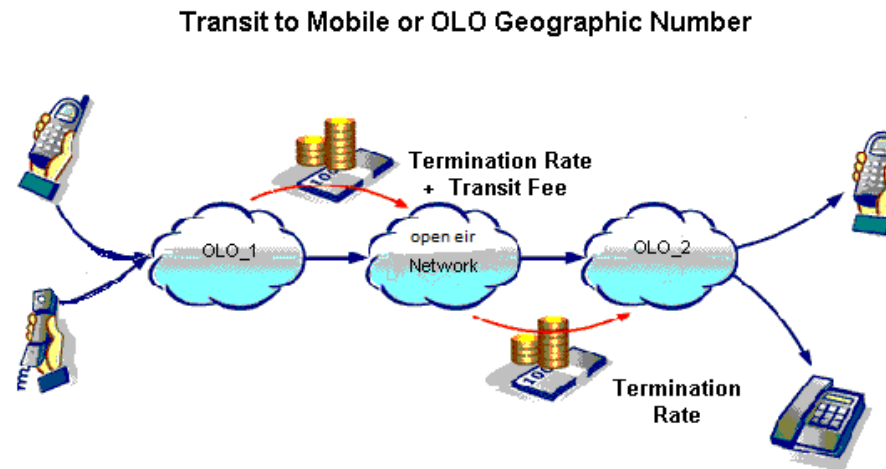 Transit to Mobile or OLO Geographic Number
Termination Rate
+ Transit Fee
OLO_1
open eir
Network
OLO_2
Termination
Rate